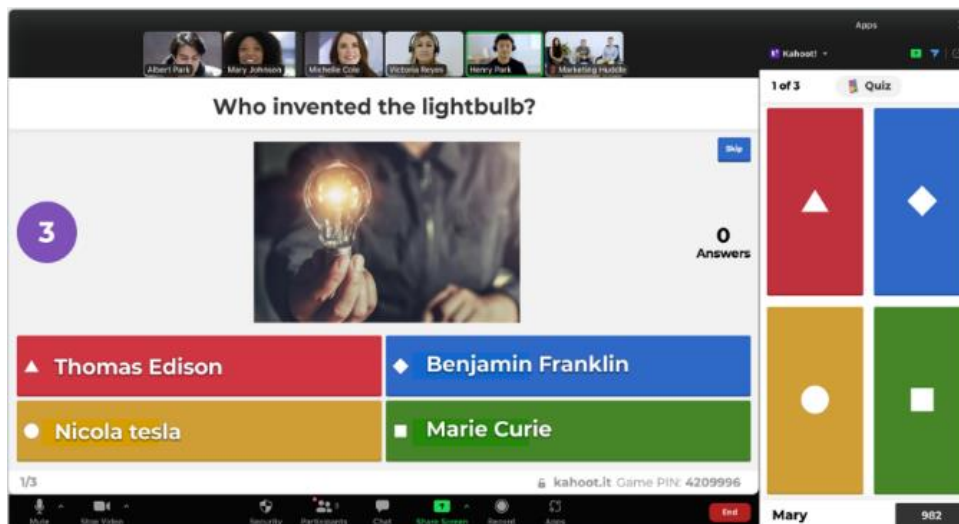 Apps
Albert Park
Mary Johnson
Michelle Cole
Victoria Reyes
Henry Park
Marketing Huddle
Kahoot!
1 of 3
Quiz
Who invented the lightbulb?
Skip
3
0
Answers
Thomas Edison
Benjamin Franklin
Nicola tesla
Marie Curie
1/3
kahoot.it Game PIN: 4209996
Mute
Stop Video
Security
Participants
3
Chat
Share Screen
Record
Apps
End
Mary
982